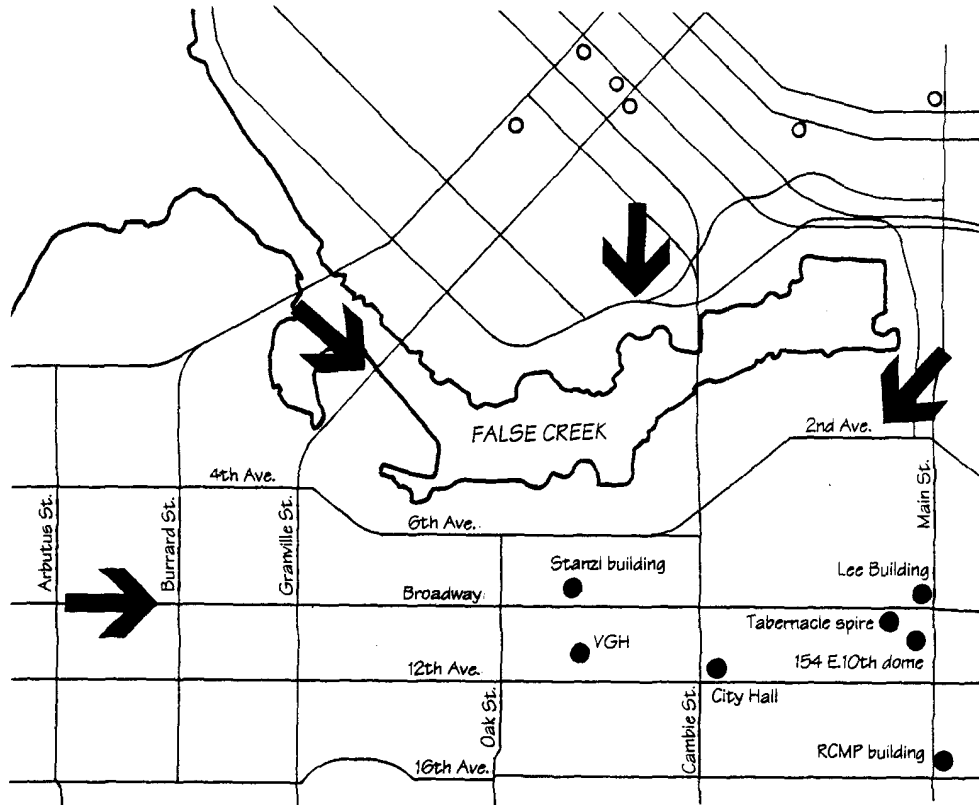 FALSE CREEK
2nd Ave.
4th Ave.
Arbutus St.
Burrard St.
Granville St.
Main St.
6th Ave.
Stanzl building
Lee Building
Broadway
Tabernacle spire
VGH
154 E.10th dome
12th Ave.
City Hall
Oak St.
Cambie St.
RCMP building
16th Ave.